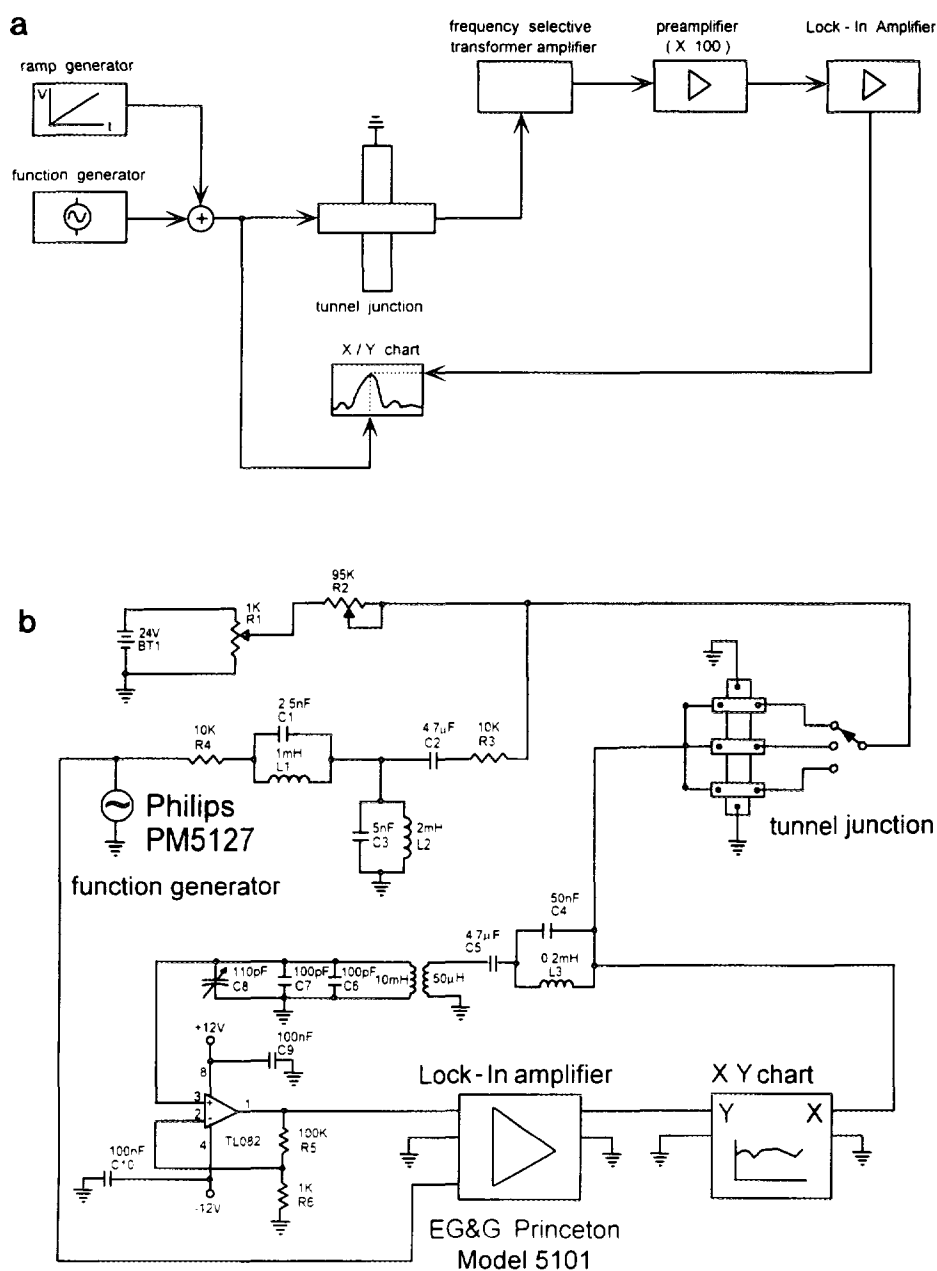 a
ramp generator
V
t
function generator
+
frequency selective
transformer amplifier
preamplifier
( X 100 )
Lock - In Amplifier
tunnel junction
X / Y chart
b
24V
BT1
1K
R1
95K
R2
10K
R4
2 5nF
C1
1mH
L1
4 7µF
C2
10K
R3
5nF
C3
2mH
L2
Philips
PM5127
function generator
tunnel junction
50nF
C4
0 2mH
L3
4 7µF
C5
110pF
C8
100pF
C7
100pF
C6
10mH
50µH
+12V
100nF
C9
8
3
+
2
-
1
4
TL082
100K
R5
1K
R6
100nF
C10
-12V
Lock-In amplifier
EG&G Princeton
Model 5101
X Y chart
Y X